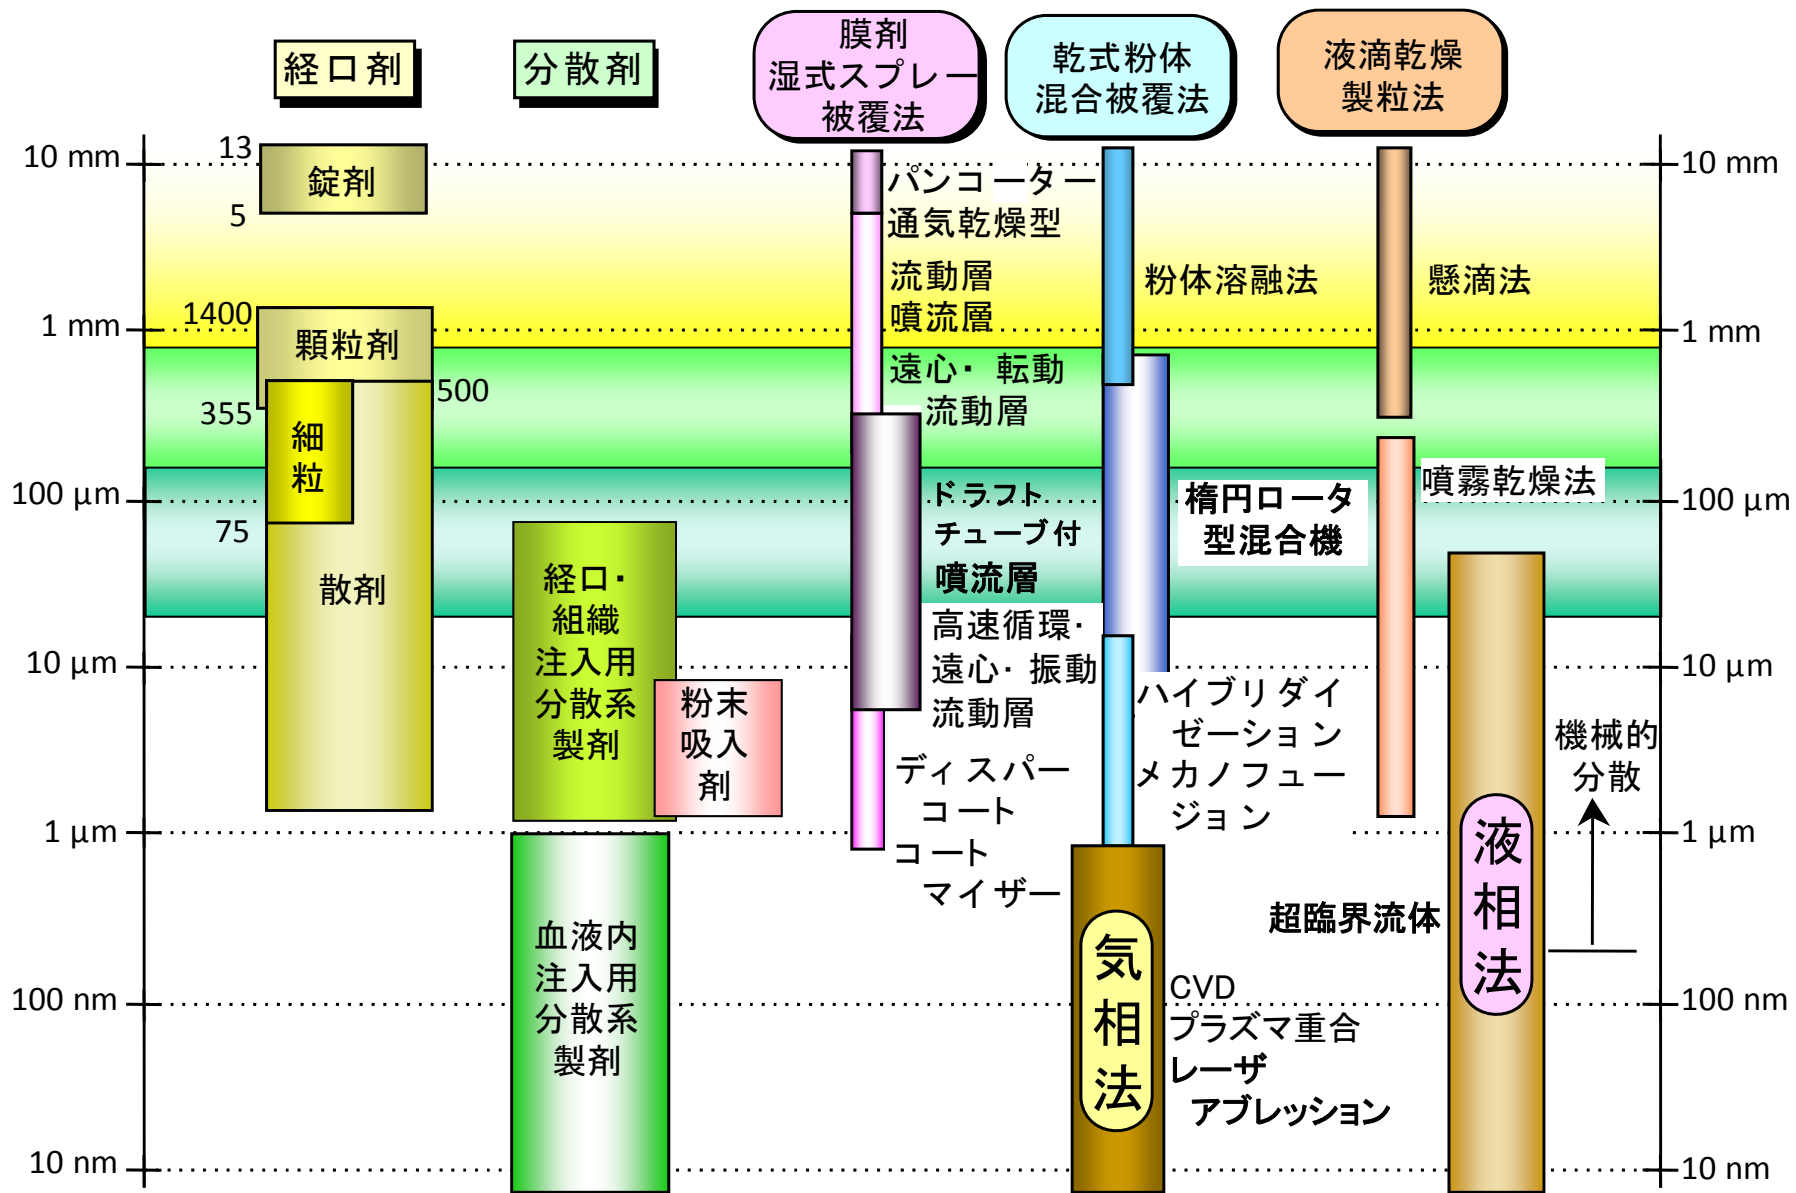 経口剤
分散剤
膜剤
湿式スプレー
被覆法
乾式粉体
混合被覆法
液滴乾燥
製粒法
10 mm
1 mm
100 μm
10 μm
1 μm
100 nm
10 nm
13
錠剤
5
1400
顆粒剤
500
355
細
粒
75
散剤
経口・
組織
注入用
分散系
製剤
粉末
吸入
剤
血液内
注入用
分散系
製剤
パンコーター
通気乾燥型
流動層
噴流層
遠心・転動
流動層
ドラフト
チューブ付
噴流層
高速循環・
遠心・振動
流動層
ディスパー
コート
コート
マイザー
粉体溶融法
楕円ロータ
型混合機
ハイブリダイ
ゼーション
メカノフュー
ジョン
気
相
法
CVD
プラズマ重合
レーザ
アブレッション
懸滴法
噴霧乾燥法
超臨界流体
液
相
法
機械的
分散
10 mm
1 mm
100 μm
10 μm
1 μm
100 nm
10 nm